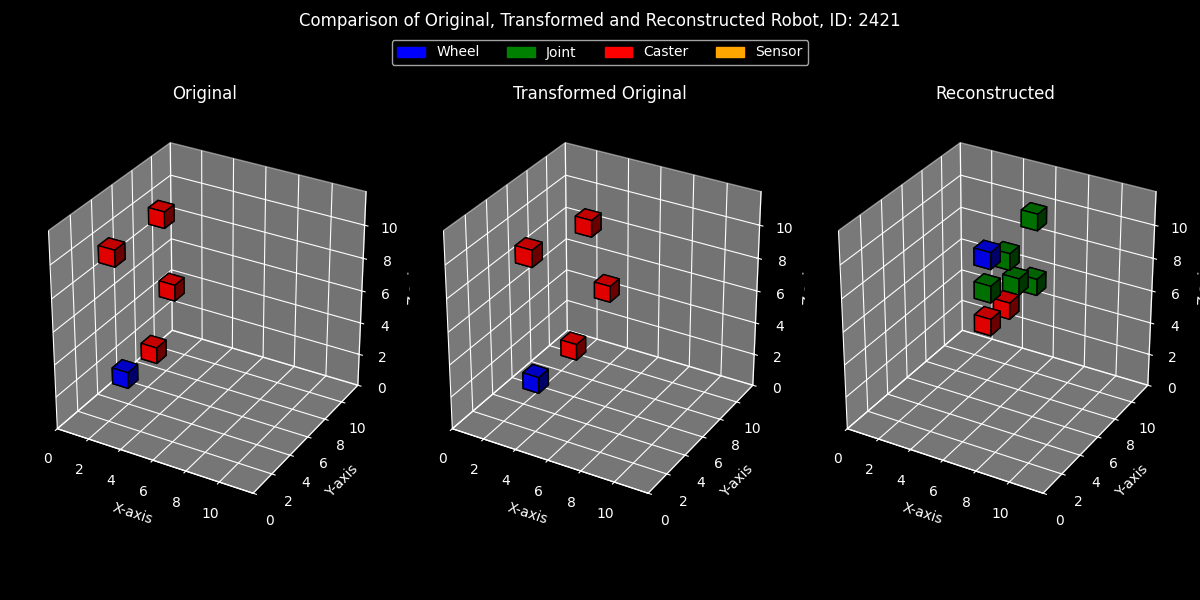 Comparison of Original, Transformed and Reconstructed Robot, ID: 2421
Wheel Joint Caster Sensor
Original Transformed Original Reconstructed
10 10 10
8 8 8
6 6 6
4 4 4
2 2 2
0 0 0
0 2 4 6 8 10 0 2 4 6 8 10 0 2 4 6 8 10
X-axis X-axis X-axis
0 2 4 6 8 10 0 2 4 6 8 10 0 2 4 6 8 10
Y-axis Y-axis Y-axis